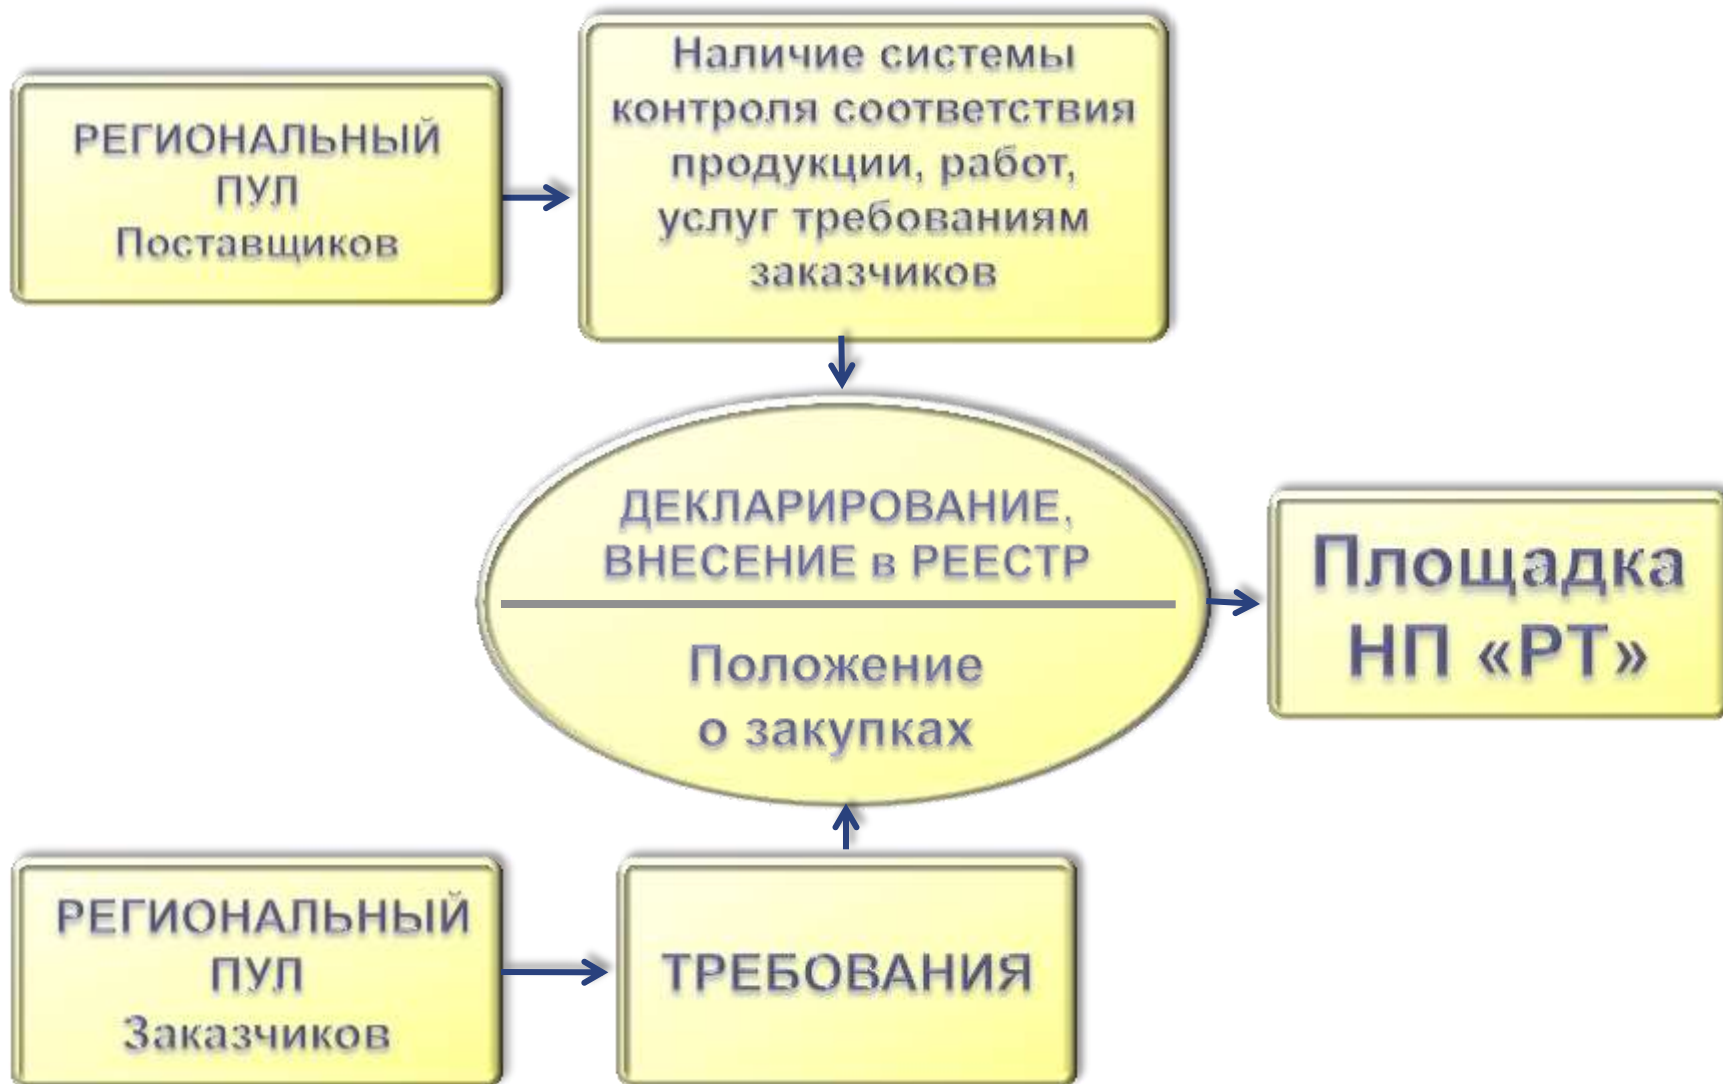 РЕГИОНАЛЬНЫЙ
ПУЛ
Поставщиков
Наличие системы
контроля соответствия
продукции, работ,
услуг требованиям
заказчиков
ДЕКЛАРИРОВАНИЕ,
ВНЕСЕНИЕ в РЕЕСТР
Положение
о закупках
Площадка
НП «РТ»
РЕГИОНАЛЬНЫЙ
ПУЛ
Заказчиков
ТРЕБОВАНИЯ